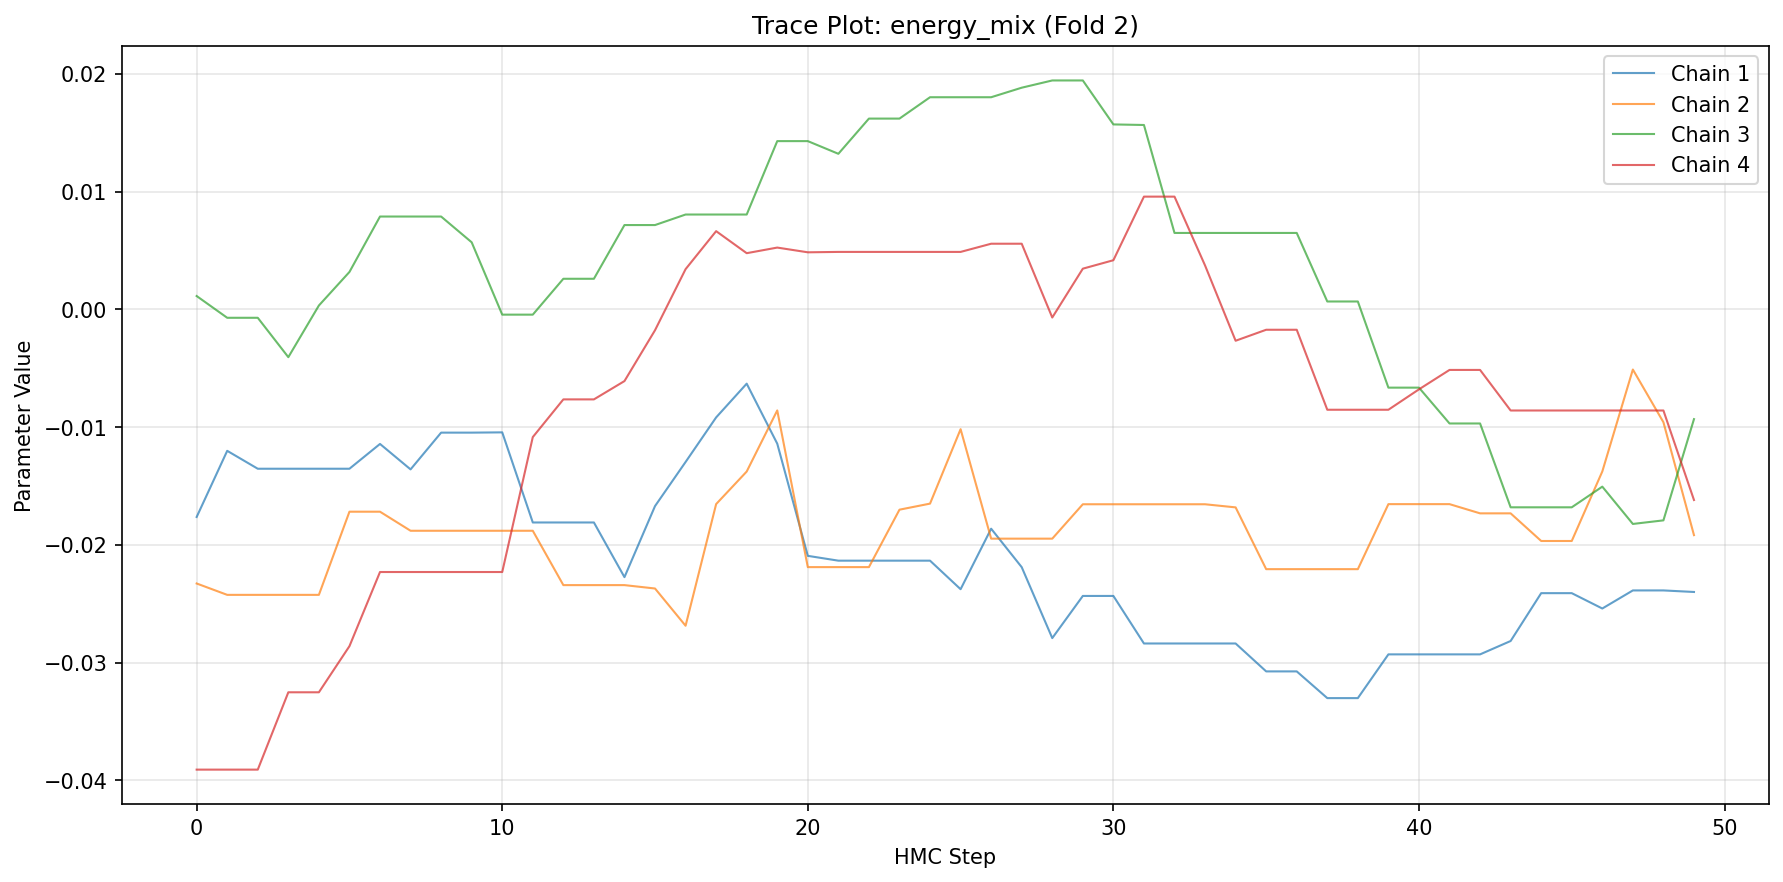 Trace Plot: energy_mix (Fold 2)
Chain 1
Chain 2
Chain 3
Chain 4
Parameter Value
0.02
0.01
0.00
−0.01
−0.02
−0.03
−0.04
0 10 20 30 40 50
HMC Step